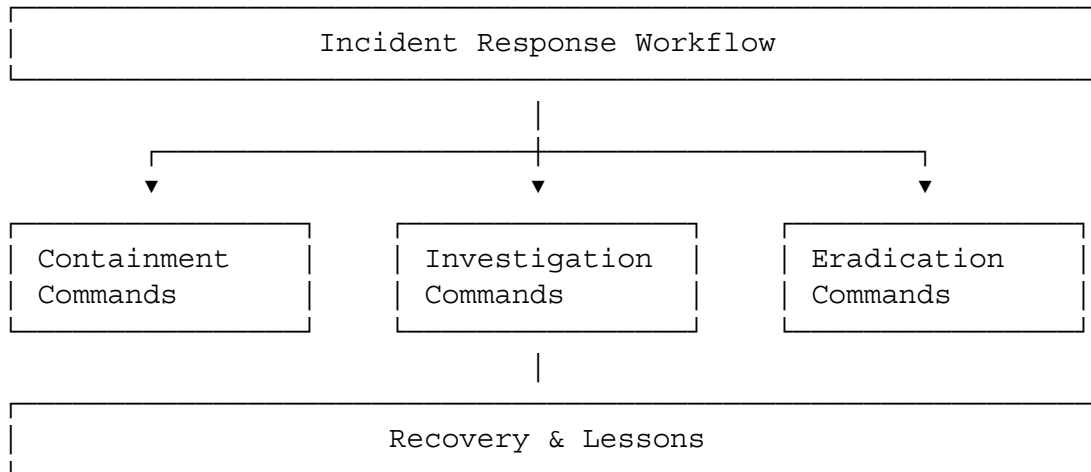 Incident Response Workflow
Containment
Commands
Investigation
Commands
Eradication
Commands
Recovery & Lessons